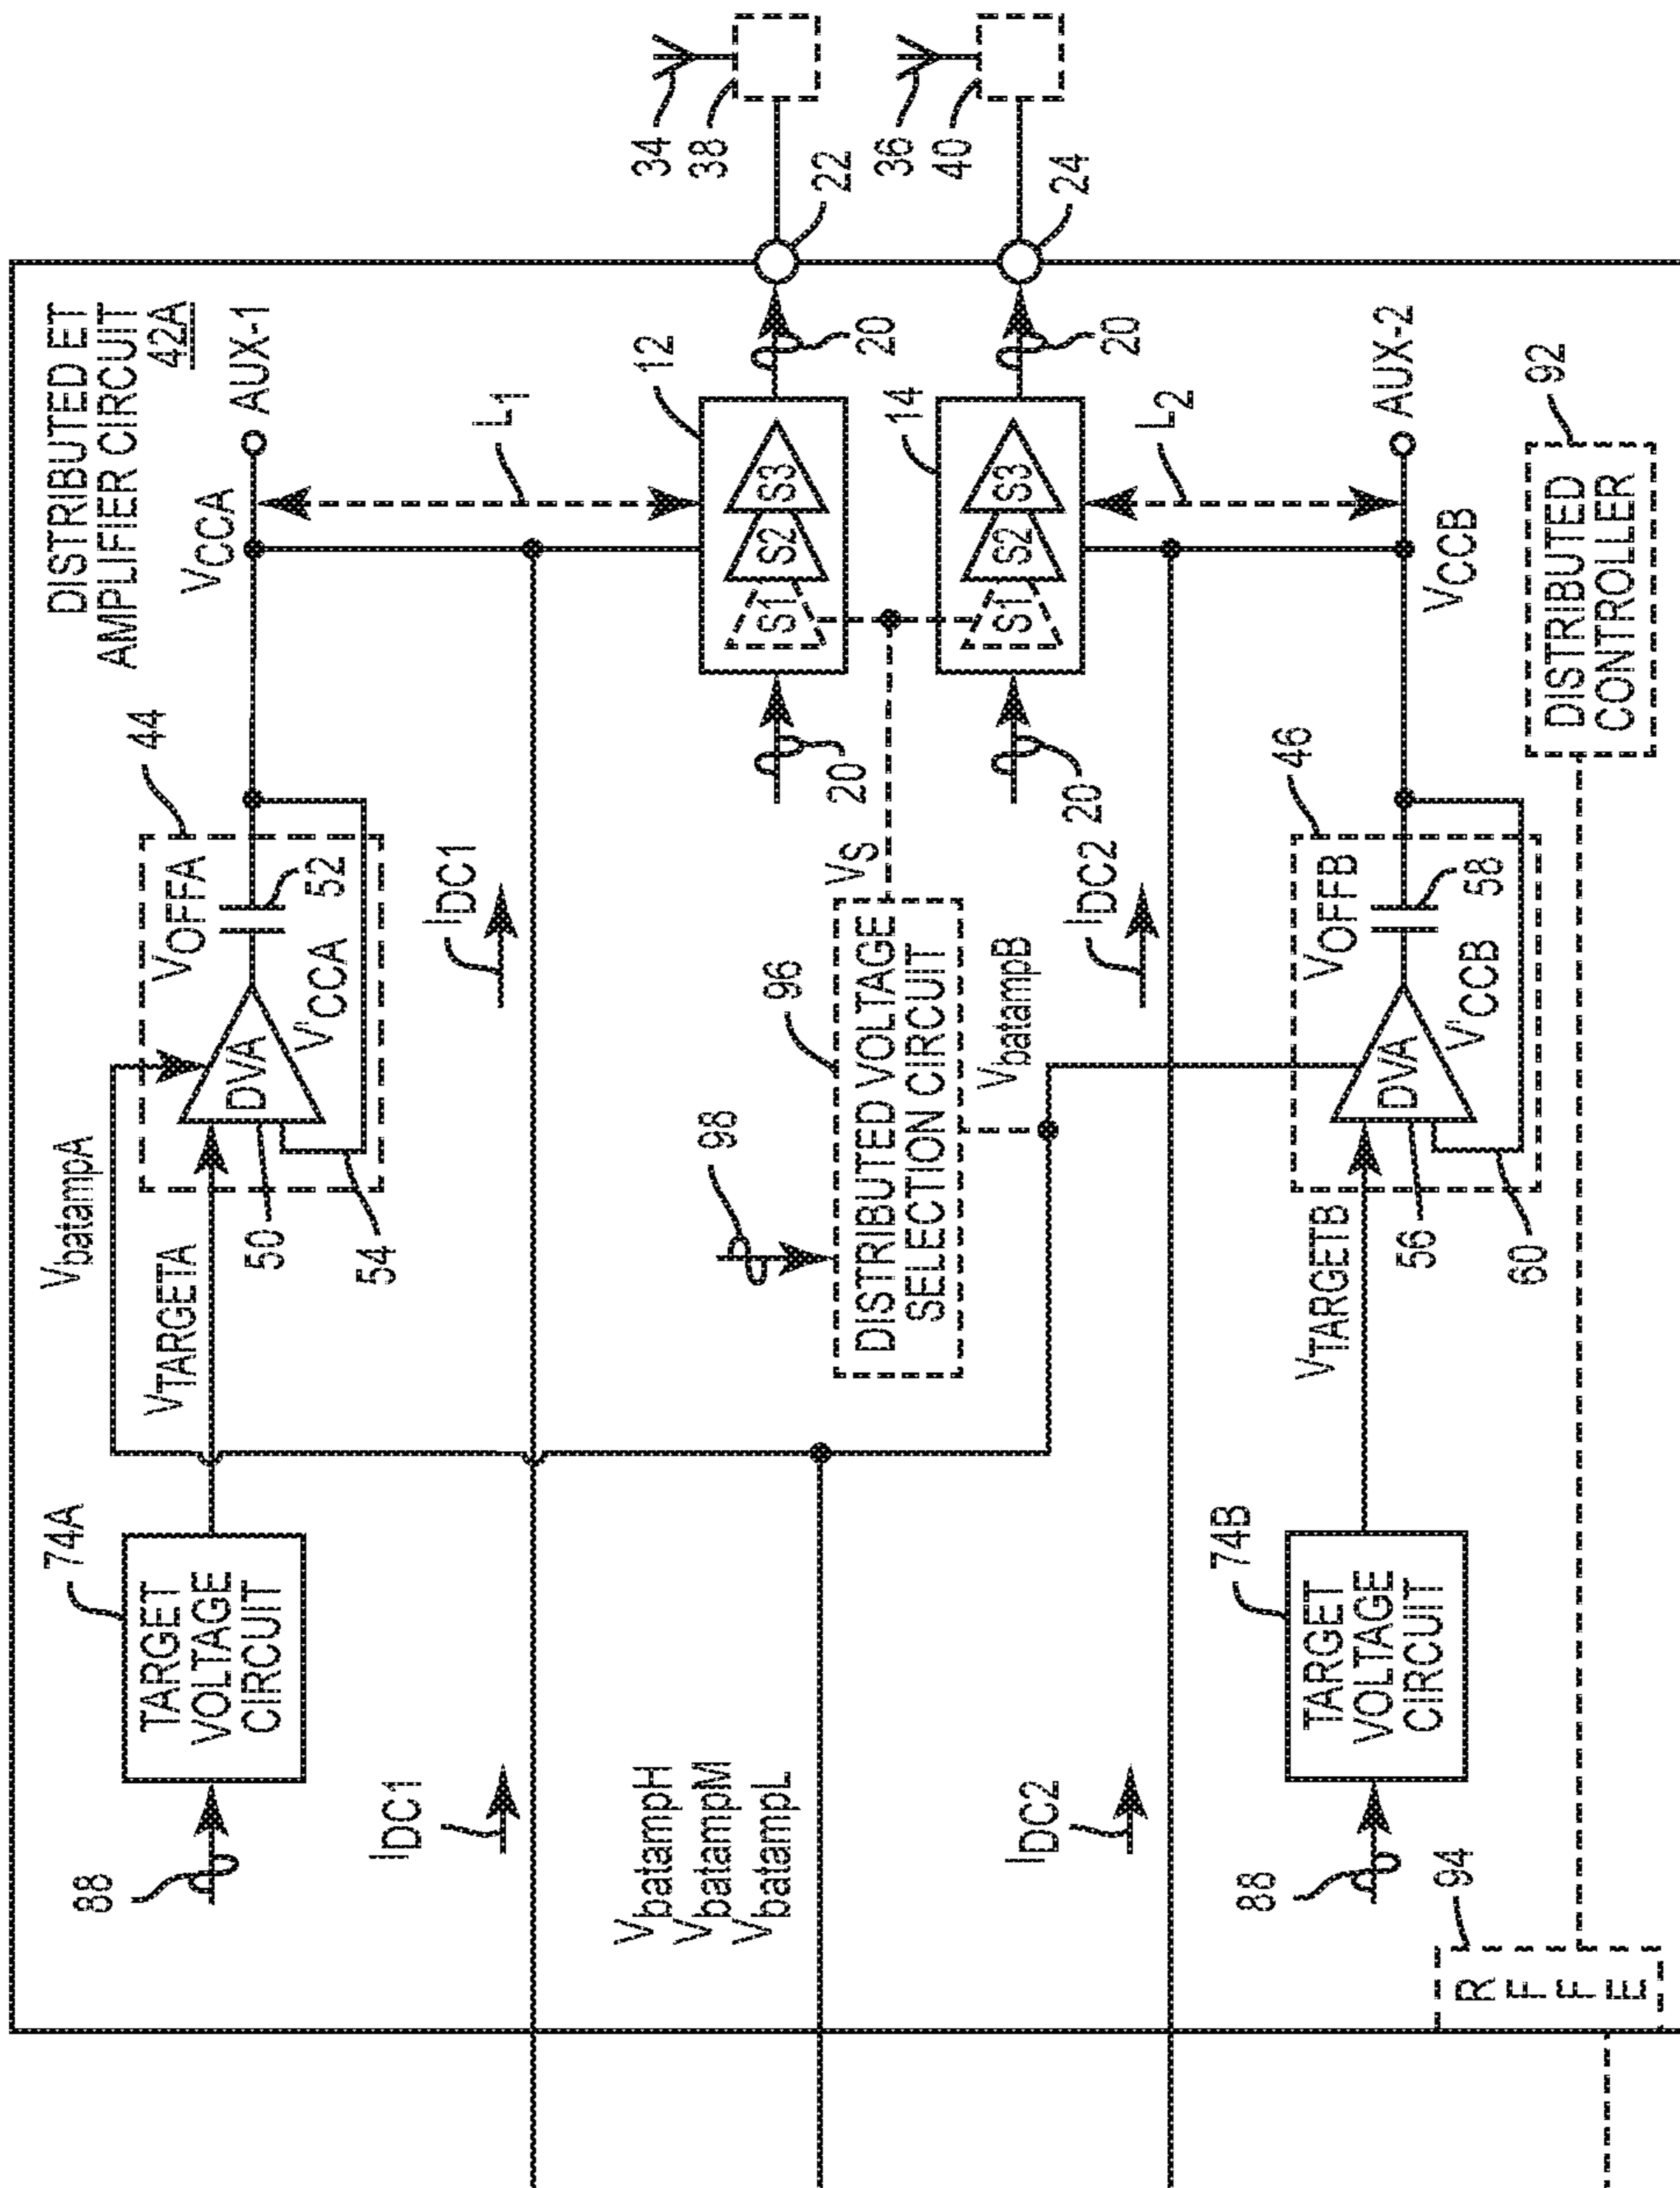 DISTRIBUTED ET
AMPLIFIER CIRCUIT
42A
74A
TARGET
VOLTAGE
CIRCUIT
88
VbatampA
VTARGETA
44
DVA
VOFFA
V'CCA
50
52
54
VCCA
AUX-1
IDC1
IDC1
L1
12
S1
S2
S3
20
20
22
34
38
VbatampH
VbatampM
VbatampL
98
96
DISTRIBUTED VOLTAGE
SELECTION CIRCUIT
VS
VbatampB
14
S1
S2
S3
20
20
24
36
40
IDC2
IDC2
L2
74B
TARGET
VOLTAGE
CIRCUIT
88
VTARGETB
46
DVA
VOFFB
V'CCB
56
58
60
VCCB
AUX-2
92
DISTRIBUTED
CONTROLLER
94
R
F
F
E